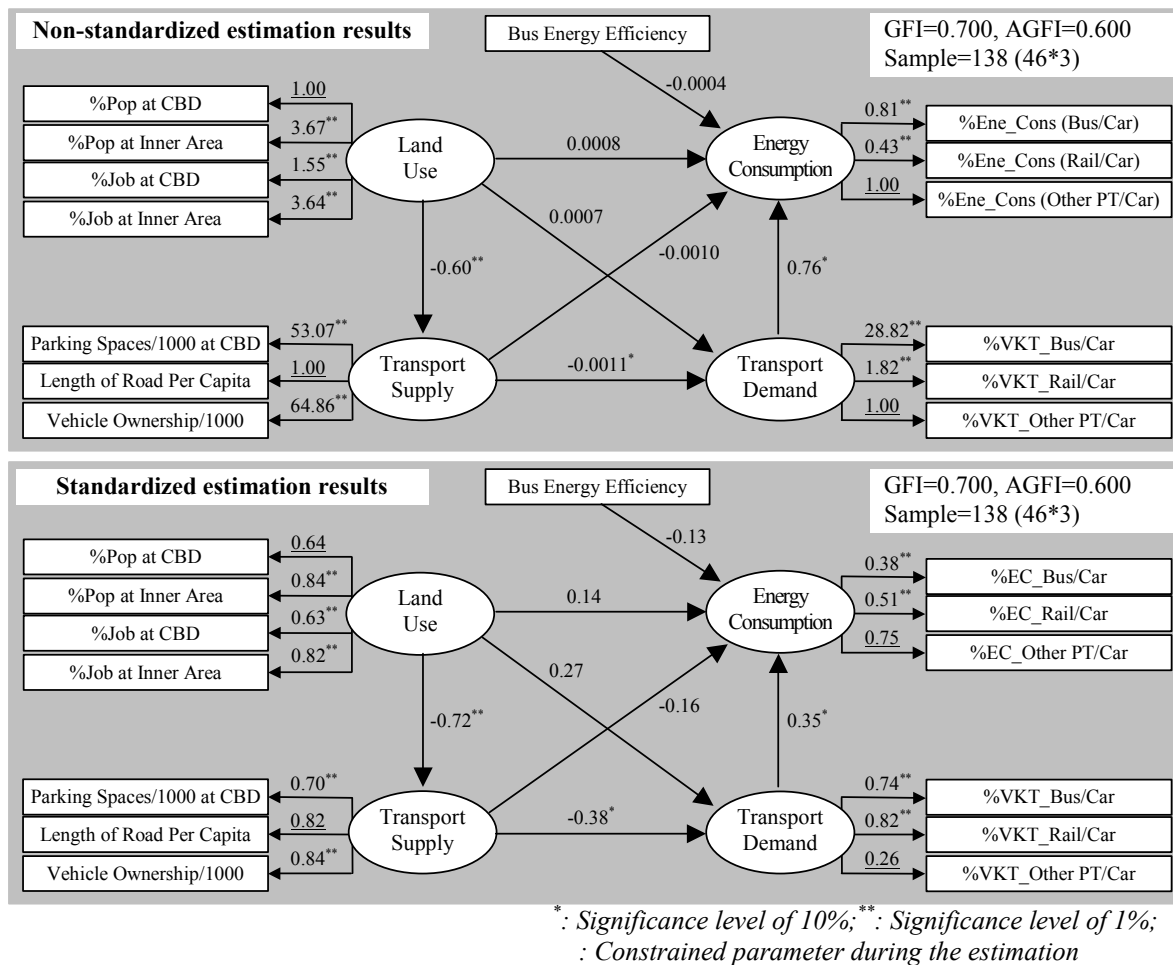 Non-standardized estimation results
Bus Energy Efficiency
GFI=0.700, AGFI=0.600
Sample=138 (46*3)
-0.0004
%Pop at CBD
1.00
%Pop at Inner Area
3.67**
%Job at CBD
1.55**
%Job at Inner Area
3.64**
Land
Use
0.0008
Energy
Consumption
0.81**
%Ene_Cons (Bus/Car)
0.43**
%Ene_Cons (Rail/Car)
1.00
%Ene_Cons (Other PT/Car)
0.0007
-0.60**
-0.0010
0.76*
Parking Spaces/1000 at CBD
53.07**
Length of Road Per Capita
1.00
Vehicle Ownership/1000
64.86**
Transport
Supply
-0.0011*
Transport
Demand
28.82**
%VKT_Bus/Car
1.82**
%VKT_Rail/Car
1.00
%VKT_Other PT/Car
Standardized estimation results
Bus Energy Efficiency
GFI=0.700, AGFI=0.600
Sample=138 (46*3)
-0.13
%Pop at CBD
0.64
%Pop at Inner Area
0.84**
%Job at CBD
0.63**
%Job at Inner Area
0.82**
Land
Use
0.14
Energy
Consumption
0.38**
%EC_Bus/Car
0.51**
%EC_Rail/Car
0.75
%EC_Other PT/Car
0.27
-0.72**
-0.16
0.35*
Parking Spaces/1000 at CBD
0.70**
Length of Road Per Capita
0.82
Vehicle Ownership/1000
0.84**
Transport
Supply
-0.38*
Transport
Demand
0.74**
%VKT_Bus/Car
0.82**
%VKT_Rail/Car
0.26
%VKT_Other PT/Car
*: Significance level of 10%; **: Significance level of 1%;
: Constrained parameter during the estimation